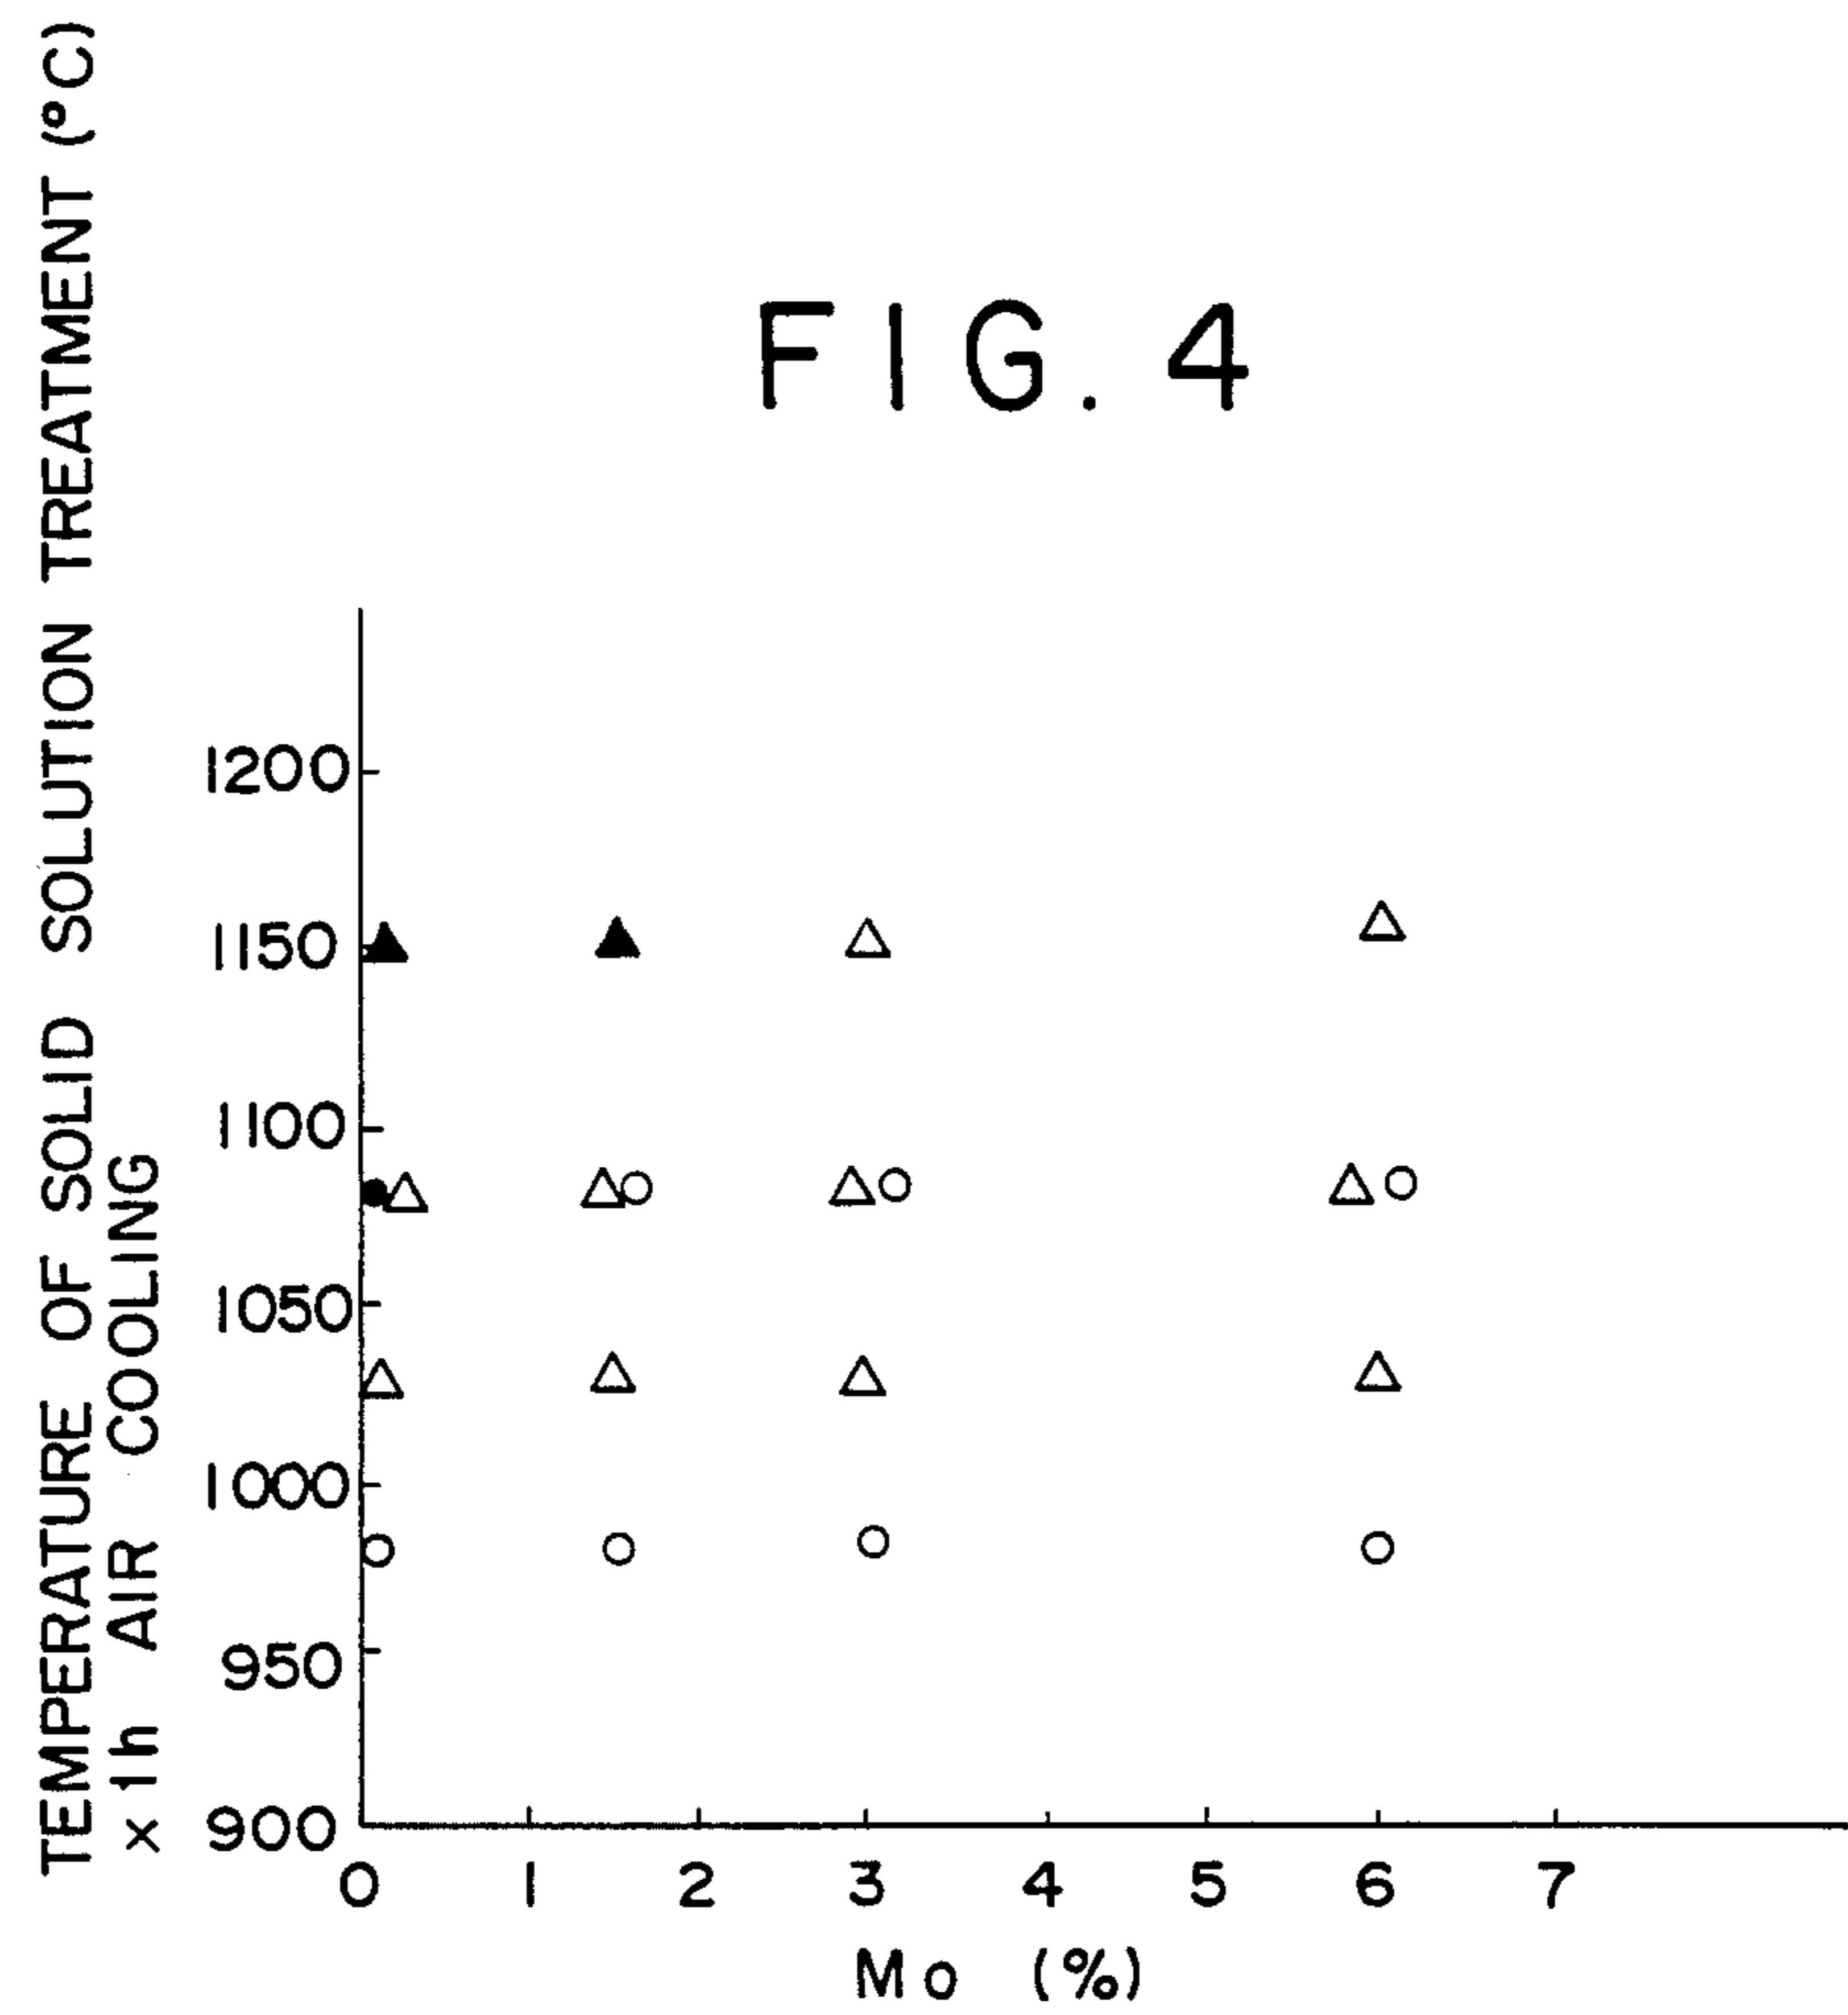 FIG. 4
TEMPERATURE OF SOLID SOLUTION TREATMENT (°C)
× 1h AIR COOLING
1200
1150
1100
1050
1000
950
900
0 1 2 3 4 5 6 7
Mo (%)